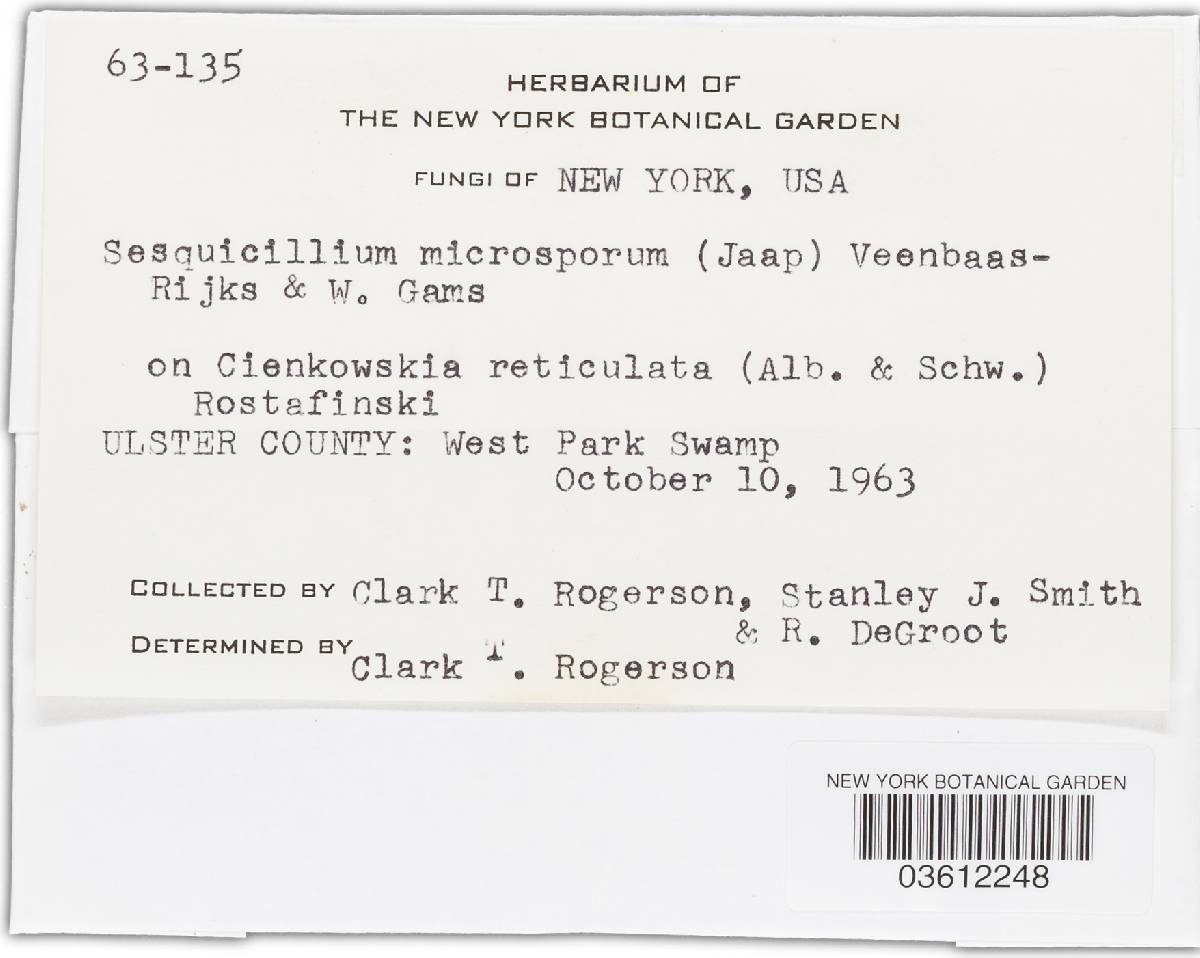 63-135
HERBARIUM OF
THE NEW YORK BOTANICAL GARDEN
FUNGI OF NEW YORK, USA
Sesquicillium microsporum (Jaap) Veenbaas-
Rijks & W. Gams
on Cienkowskia reticulata (Alb. & Schw.)
Rostafinski
ULSTER COUNTY: West Park Swamp
October 10, 1963
COLLECTED BY Clark T. Rogerson, Stanley J. Smith
& R. DeGroot
DETERMINED BY Clark T. Rogerson
NEW YORK BOTANICAL GARDEN
03612248